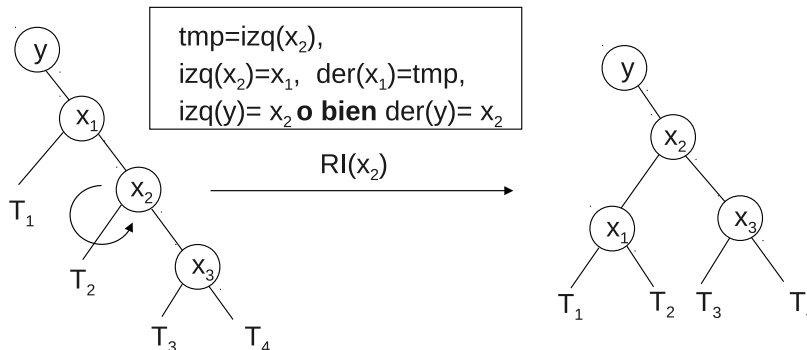 tmp=izq(x₂),
izq(x₂)=x₁, der(x₁)=tmp,
izq(y)= x₂ o bien der(y)= x₂
y
x₁
T₁
x₂
T₂
x₃
T₃
T₄
RI(x₂)
y
x₂
x₁
x₃
T₁
T₂
T₃
T